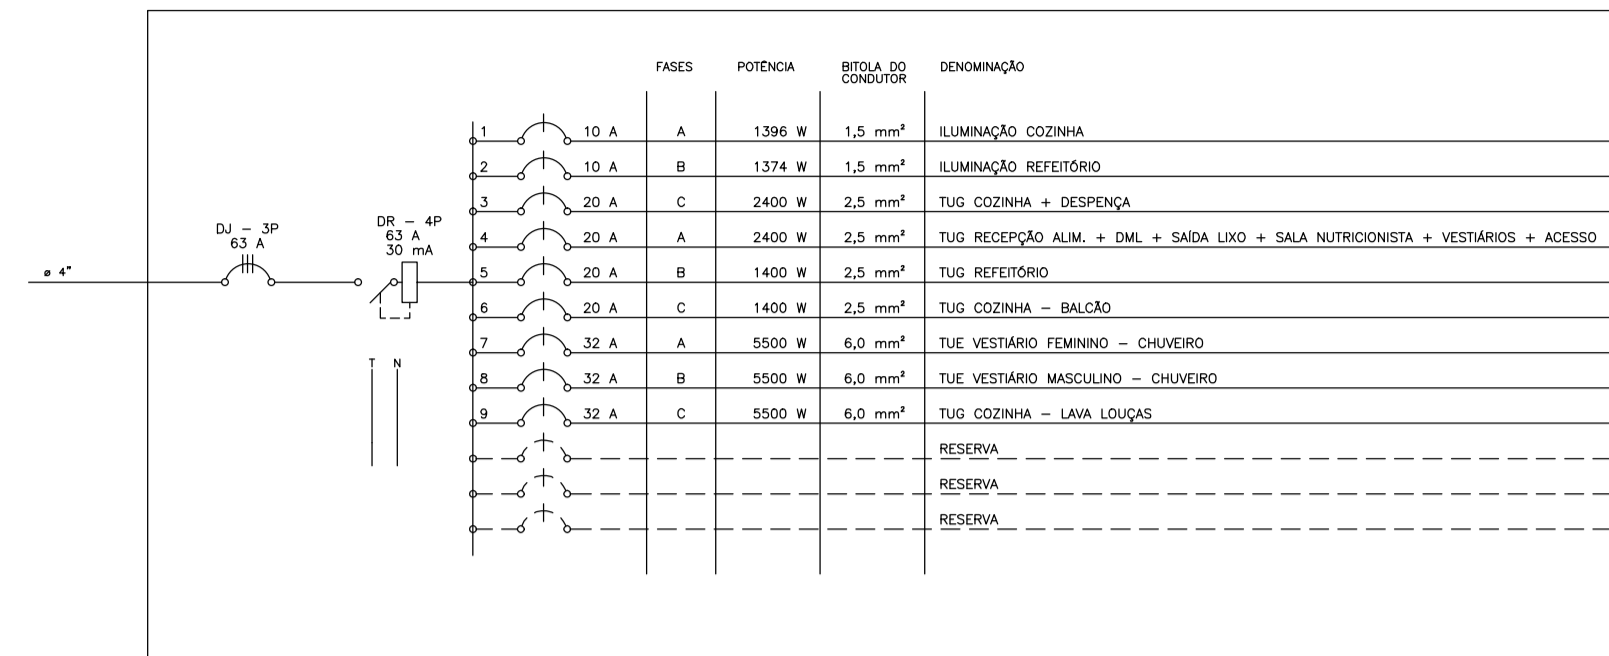 FASES POTÊNCIA BITOLA DO CONDUTOR DENOMINAÇÃO
1 10 A A 1396 W 1,5 mm² ILUMINAÇÃO COZINHA
2 10 A B 1374 W 1,5 mm² ILUMINAÇÃO REFEITÓRIO
3 20 A C 2400 W 2,5 mm² TUG COZINHA + DESPENÇA
4 20 A A 2400 W 2,5 mm² TUG RECEPÇÃO ALIM. + DML + SAÍDA LIXO + SALA NUTRICIONISTA + VESTIÁRIOS + ACESSO
5 20 A B 1400 W 2,5 mm² TUG REFEITÓRIO
6 20 A C 1400 W 2,5 mm² TUG COZINHA – BALCÃO
7 32 A A 5500 W 6,0 mm² TUE VESTIÁRIO FEMININO – CHUVEIRO
8 32 A B 5500 W 6,0 mm² TUE VESTIÁRIO MASCULINO – CHUVEIRO
9 32 A C 5500 W 6,0 mm² TUG COZINHA – LAVA LOUÇAS
RESERVA
RESERVA
RESERVA
ø 4"
DJ – 3P
63 A
DR – 4P
63 A
30 mA
T N